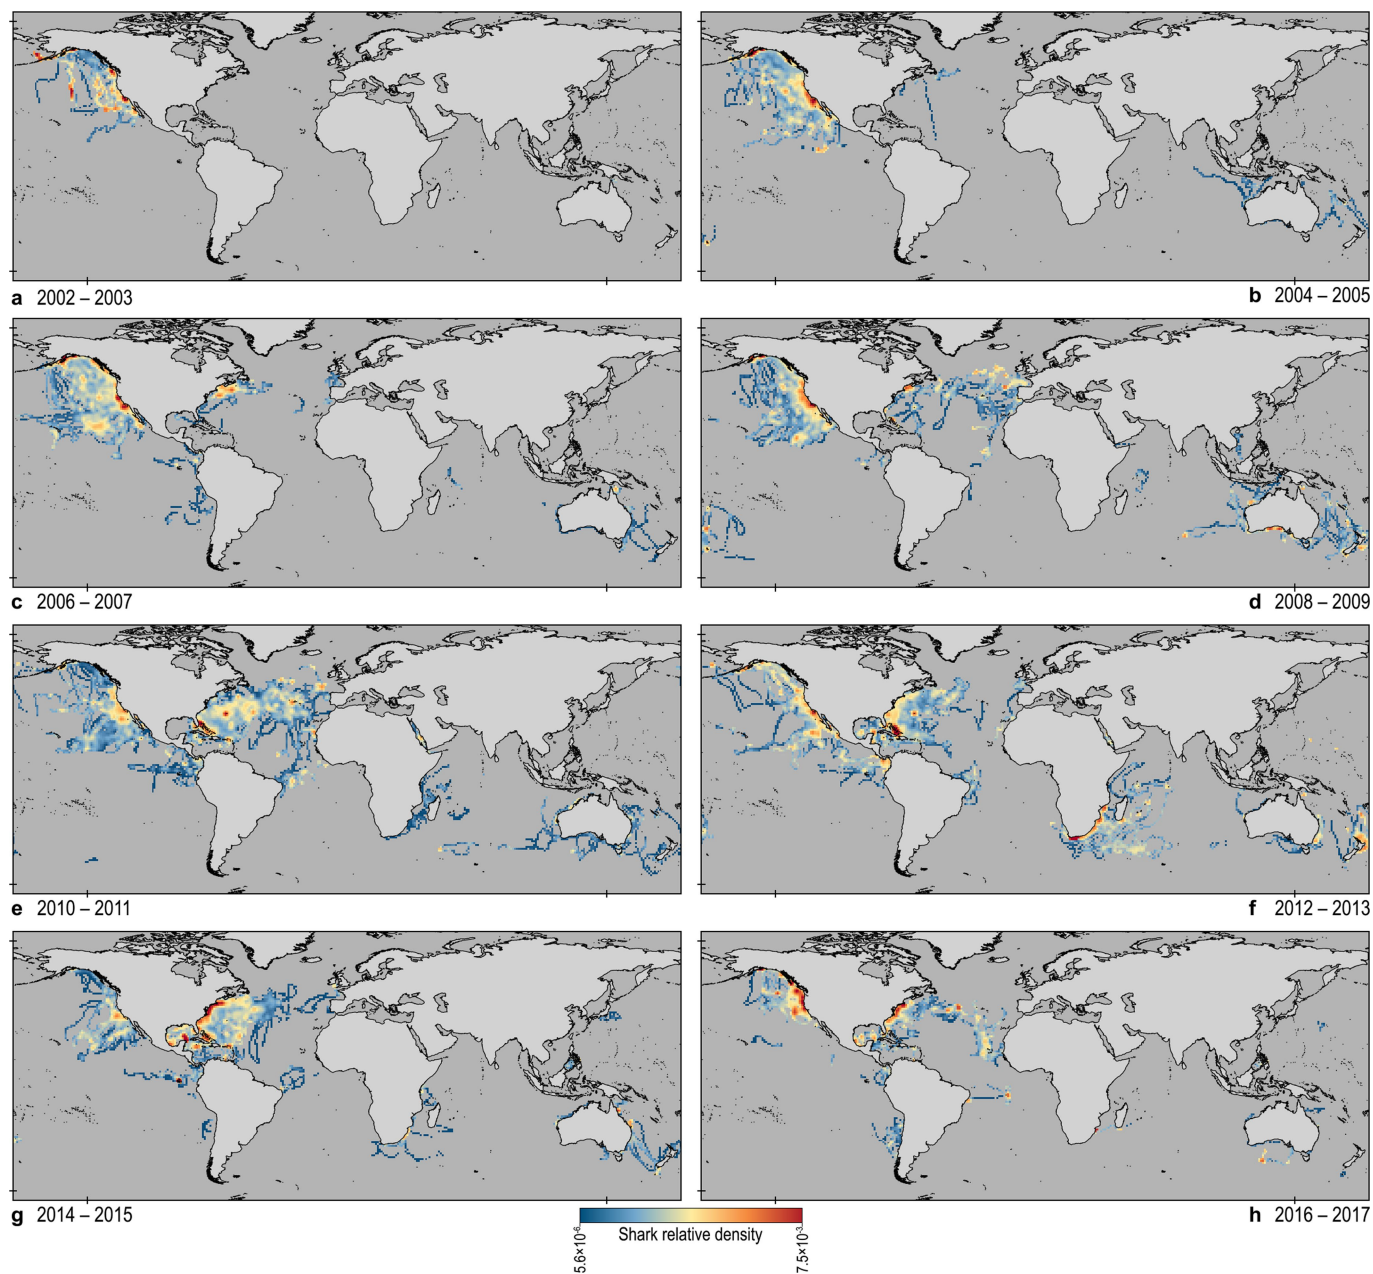 a 2002 – 2003
b 2004 – 2005
c 2006 – 2007
d 2008 – 2009
e 2010 – 2011
f 2012 – 2013
g 2014 – 2015
h 2016 – 2017
5.6×10⁻⁶
Shark relative density
7.5×10⁻³